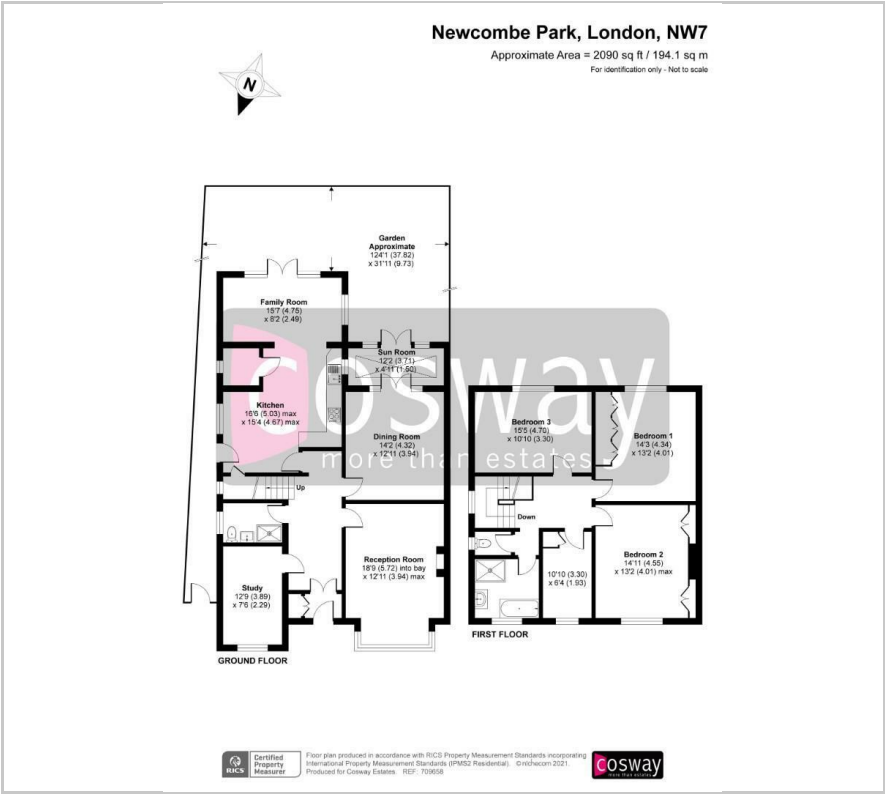 Newcombe Park, London, NW7
Approximate Area = 2090 sq ft / 194.1 sq m
For identification only - Not to scale
N
Garden
Approximate
124'1 (37.82)
x 31'11 (9.73)
Family Room
15'7 (4.75)
x 8'2 (2.49)
Sun Room
12'2 (3.71)
x 4'11 (1.50)
Kitchen
16'6 (5.03) max
x 15'4 (4.67) max
Dining Room
14'2 (4.32)
x 12'11 (3.94)
Up
Reception Room
18'9 (5.72) into bay
x 12'11 (3.94) max
Study
12'9 (3.89)
x 7'6 (2.29)
GROUND FLOOR
Bedroom 3
15'5 (4.70)
x 10'10 (3.30)
Bedroom 1
14'3 (4.34)
x 13'2 (4.01)
Down
Bedroom 2
14'11 (4.55)
x 13'2 (4.01) max
10'10 (3.30)
x 6'4 (1.93)
FIRST FLOOR
cosway
more than estates
RICS
Certified
Property
Measurer
Floor plan produced in accordance with RICS Property Measurement Standards incorporating
International Property Measurement Standards (IPMS2 Residential). © nichecom 2021.
Produced for Cosway Estates. REF: 709658
cosway
more than estates